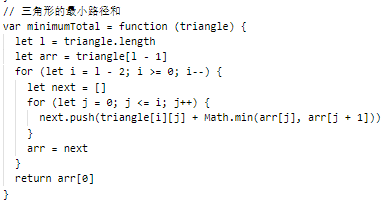 // 三角形的最小路径和
var minimumTotal = function (triangle) {
  let l = triangle.length
  let arr = triangle[l - 1]
  for (let i = l - 2; i >= 0; i--) {
    let next = []
    for (let j = 0; j <= i; j++) {
      next.push(triangle[i][j] + Math.min(arr[j], arr[j + 1]))
    }
    arr = next
  }
  return arr[0]
}